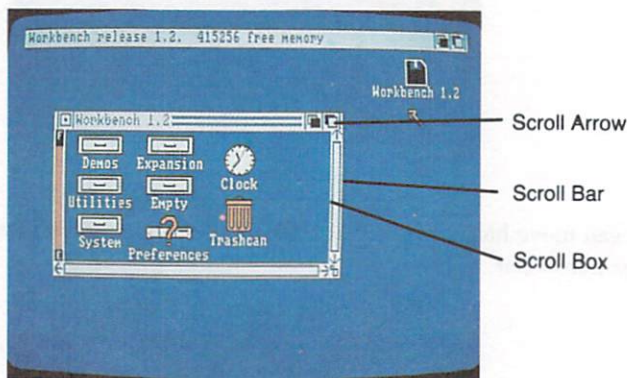 Workbench release 1.2. 415256 free memory
Workbench 1.2
Workbench 1.2
Scroll Arrow
Demos Expansion
Clock
Scroll Bar
Utilities Empty
System Trashcan
Preferences
Scroll Box